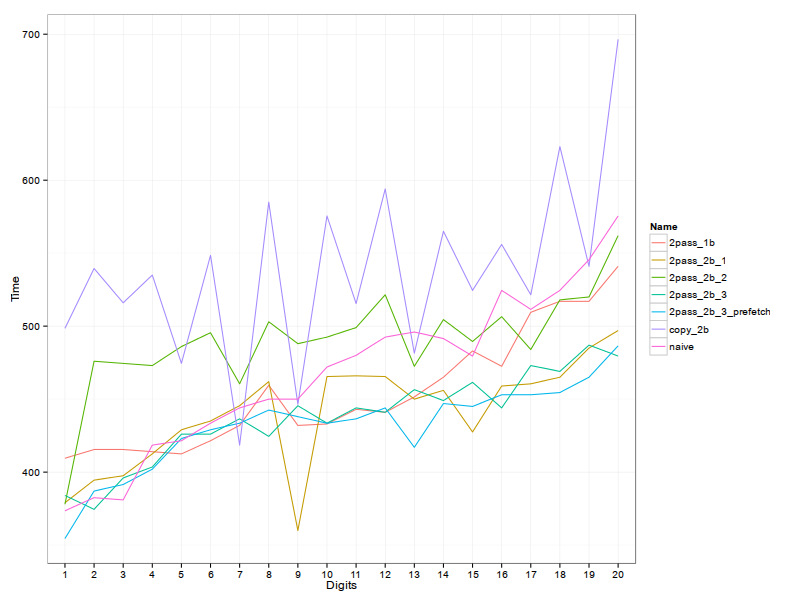 700
600
500
400
Time
1 2 3 4 5 6 7 8 9 10 11 12 13 14 15 16 17 18 19 20
Digits
Name
2pass_1b
2pass_2b_1
2pass_2b_2
2pass_2b_3
2pass_2b_3_prefetch
copy_2b
naive